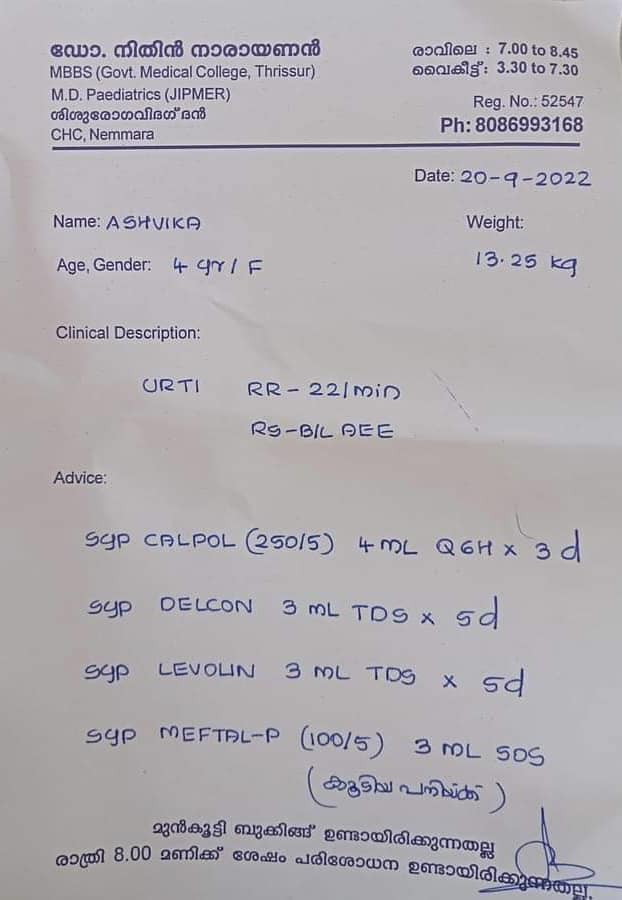 ഡോ. നിതിൻ നാരായണൻ
MBBS (Govt. Medical College, Thrissur)
M.D. Paediatrics (JIPMER)
ശിശുരോഗവിദഗ്ദൻ
CHC, Nemmara
രാവിലെ : 7.00 to 8.45
വൈകീട്ട് : 3.30 to 7.30
Reg. No.: 52547
Ph: 8086993168
Date: 20-9-2022
Name: ASHVIKA
Weight:
Age, Gender: 4 yr / F
13.25 kg
Clinical Description:
URTI RR - 22/min
RS - B/L AEE
Advice:
syp CALPOL (250/5) 4 mL Q6H x 3 d
syp DELCON 3 mL TDS x 5d
syp LEVOLIN 3 mL TDS x 5d
syp MEFTAL-P (100/5) 3 mL SOS
(കൂടിയ പനിയ്ക്ക്)
മുൻകൂട്ടി ബുക്കിങ്ങ് ഉണ്ടായിരിക്കുന്നതല്ല
രാത്രി 8.00 മണിക്ക് ശേഷം പരിശോധന ഉണ്ടായിരിക്കുന്നതല്ല.